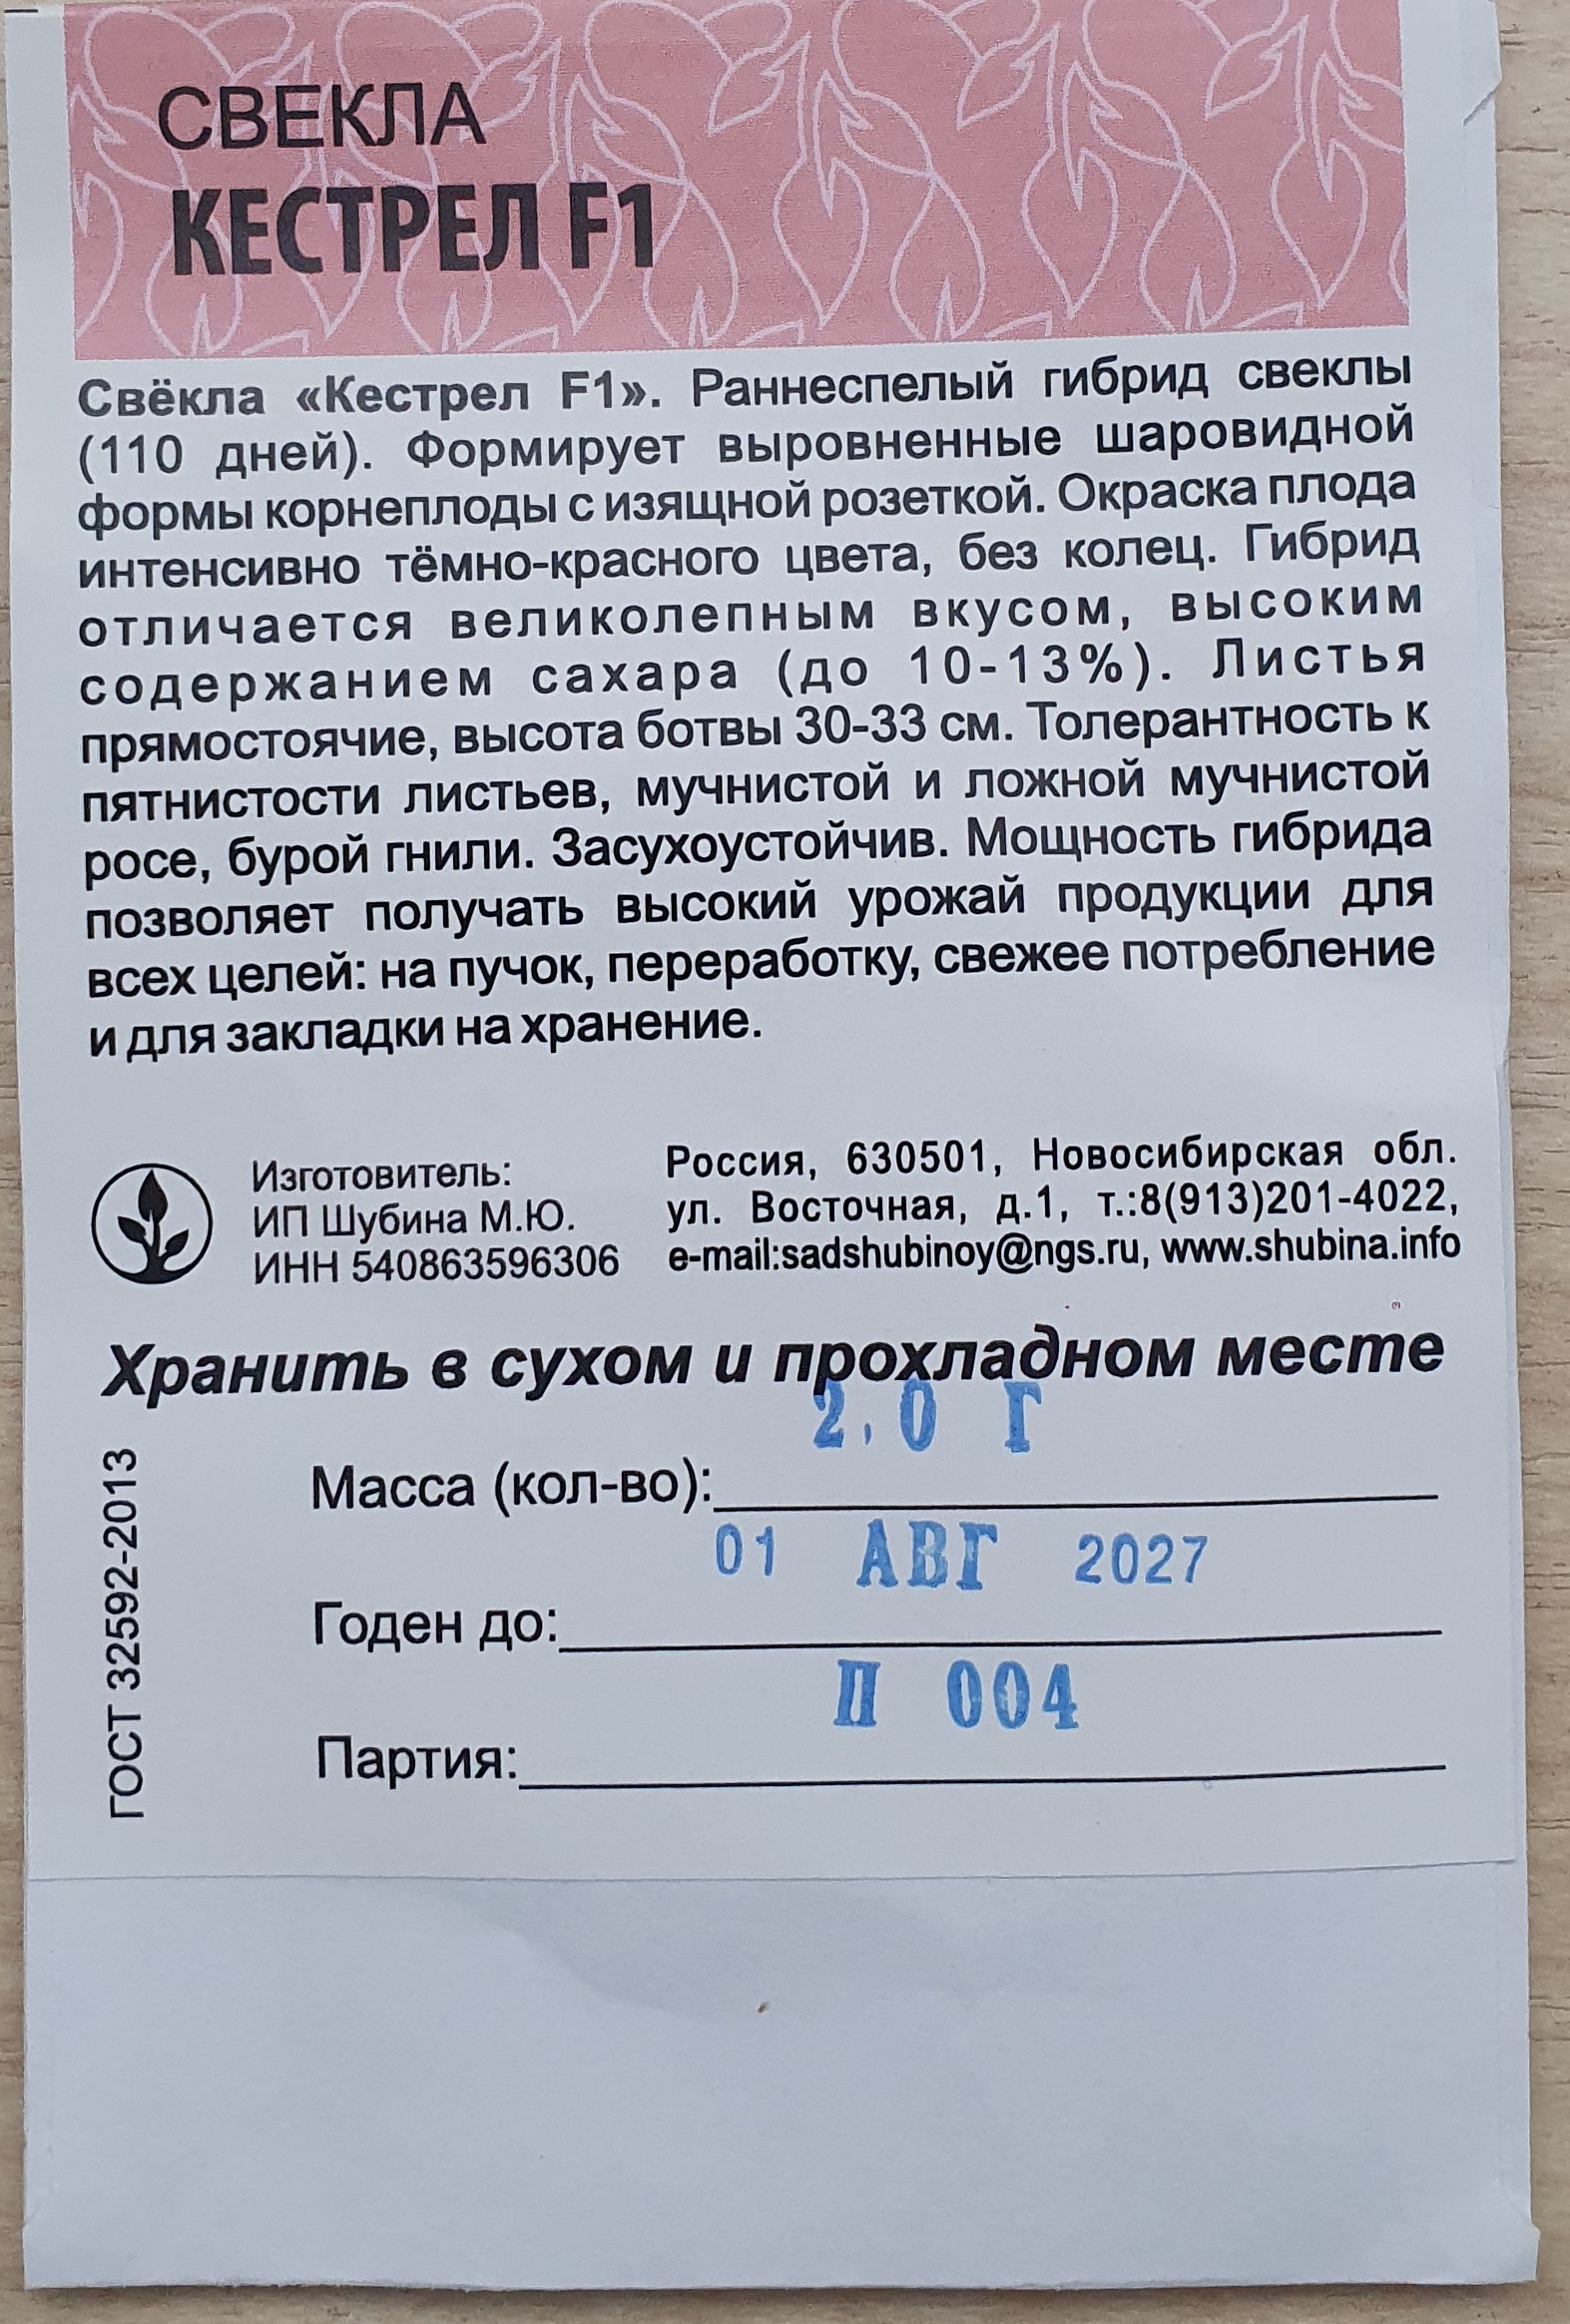 СВЕКЛА
КЕСТРЕЛ F1
Свёкла «Кестрел F1». Раннеспелый гибрид свеклы
(110 дней). Формирует выровненные шаровидной
формы корнеплоды с изящной розеткой. Окраска плода
интенсивно тёмно-красного цвета, без колец. Гибрид
отличается великолепным вкусом, высоким
содержанием сахара (до 10-13%). Листья
прямостоячие, высота ботвы 30-33 см. Толерантность к
пятнистости листьев, мучнистой и ложной мучнистой
росе, бурой гнили. Засухоустойчив. Мощность гибрида
позволяет получать высокий урожай продукции для
всех целей: на пучок, переработку, свежее потребление
и для закладки на хранение.
Изготовитель:
ИП Шубина М.Ю.
ИНН 540863596306
Россия, 630501, Новосибирская обл.
ул. Восточная, д.1, т.:8(913)201-4022,
e-mail:sadshubinoy@ngs.ru, www.shubina.info
Хранить в сухом и прохладном месте
2,0 Г
Масса (кол-во):
01 АВГ 2027
Годен до:
П 004
Партия:
ГОСТ 32592-2013